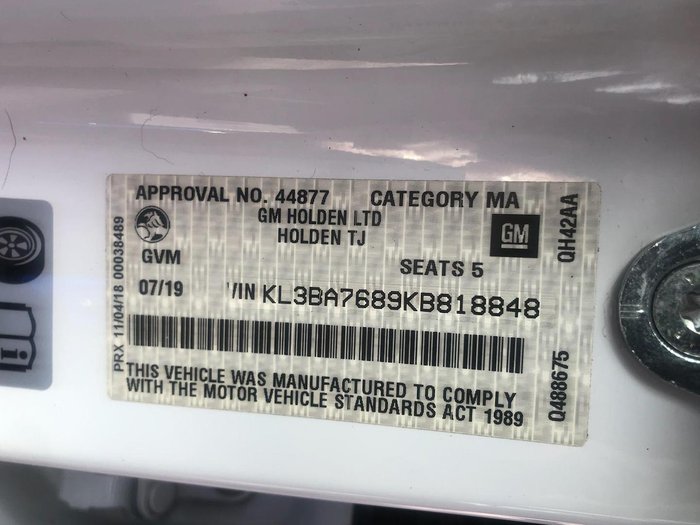 APPROVAL NO. 44877 CATEGORY MA
GM HOLDEN LTD
HOLDEN TJ
GM
GVM
SEATS 5
07/19 VIN KL3BA7689KB818848
THIS VEHICLE WAS MANUFACTURED TO COMPLY
WITH THE MOTOR VEHICLE STANDARDS ACT 1989
PRX 11/04/18 00038489
QH42AA
Q488675